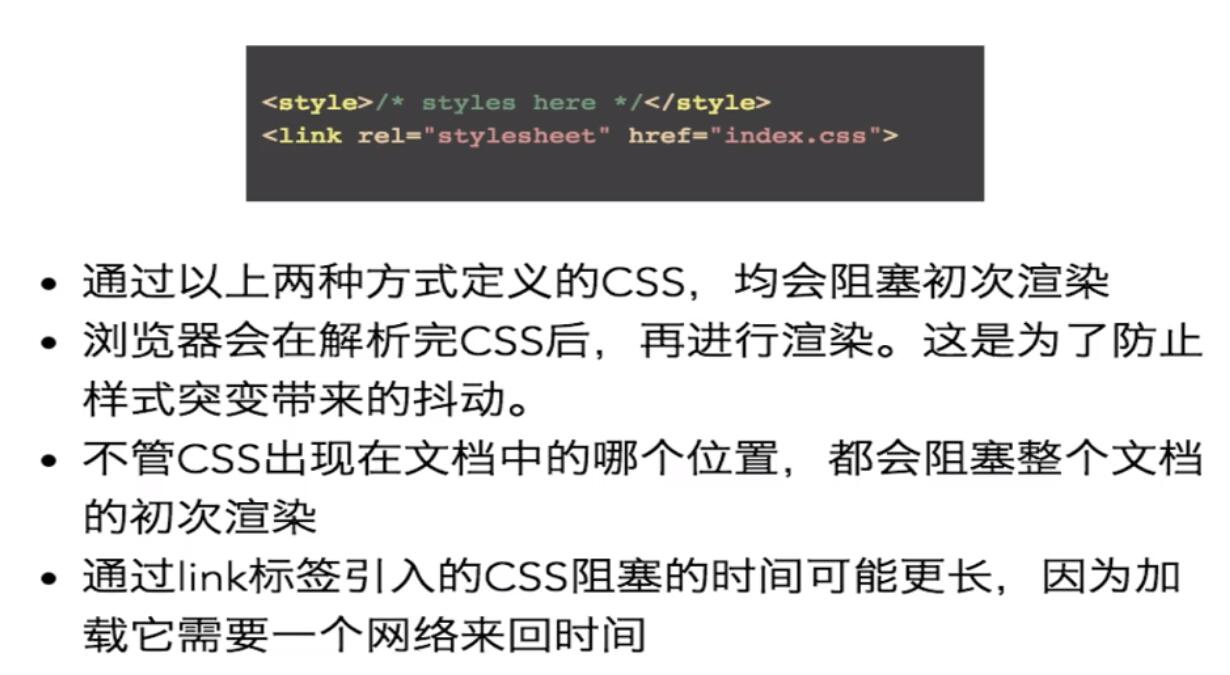 <style>/* styles here */</style>
<link rel="stylesheet" href="index.css">
• 通过以上两种方式定义的CSS，均会阻塞初次渲染
• 浏览器会在解析完CSS后，再进行渲染。这是为了防止
样式突变带来的抖动。
• 不管CSS出现在文档中的哪个位置，都会阻塞整个文档
的初次渲染
• 通过link标签引入的CSS阻塞的时间可能更长，因为加
载它需要一个网络来回时间